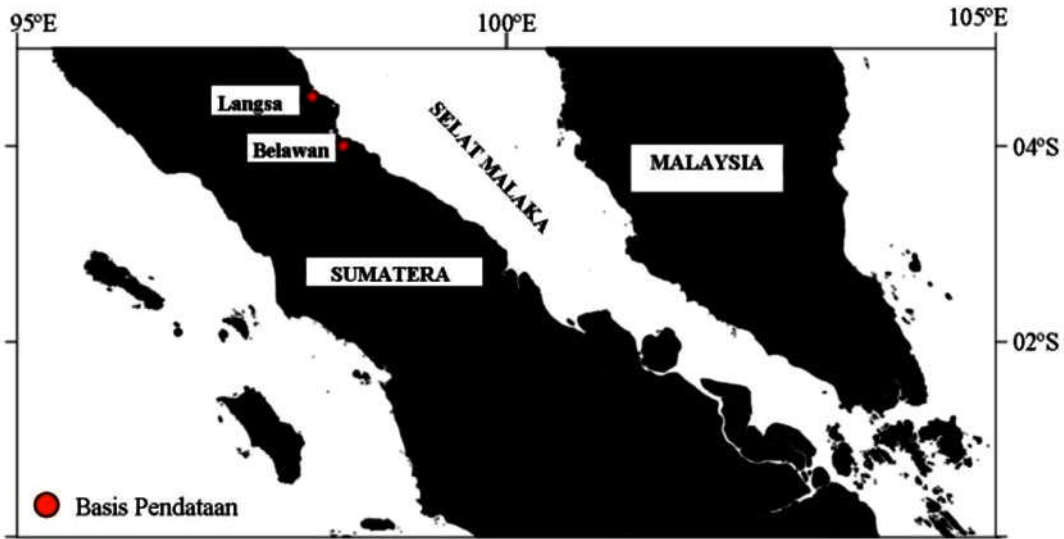 95ºE
100ºE
105ºE
Langsa
Belawan
SELAT MALAKA
MALAYSIA
04ºS
SUMATERA
02ºS
Basis Pendataan